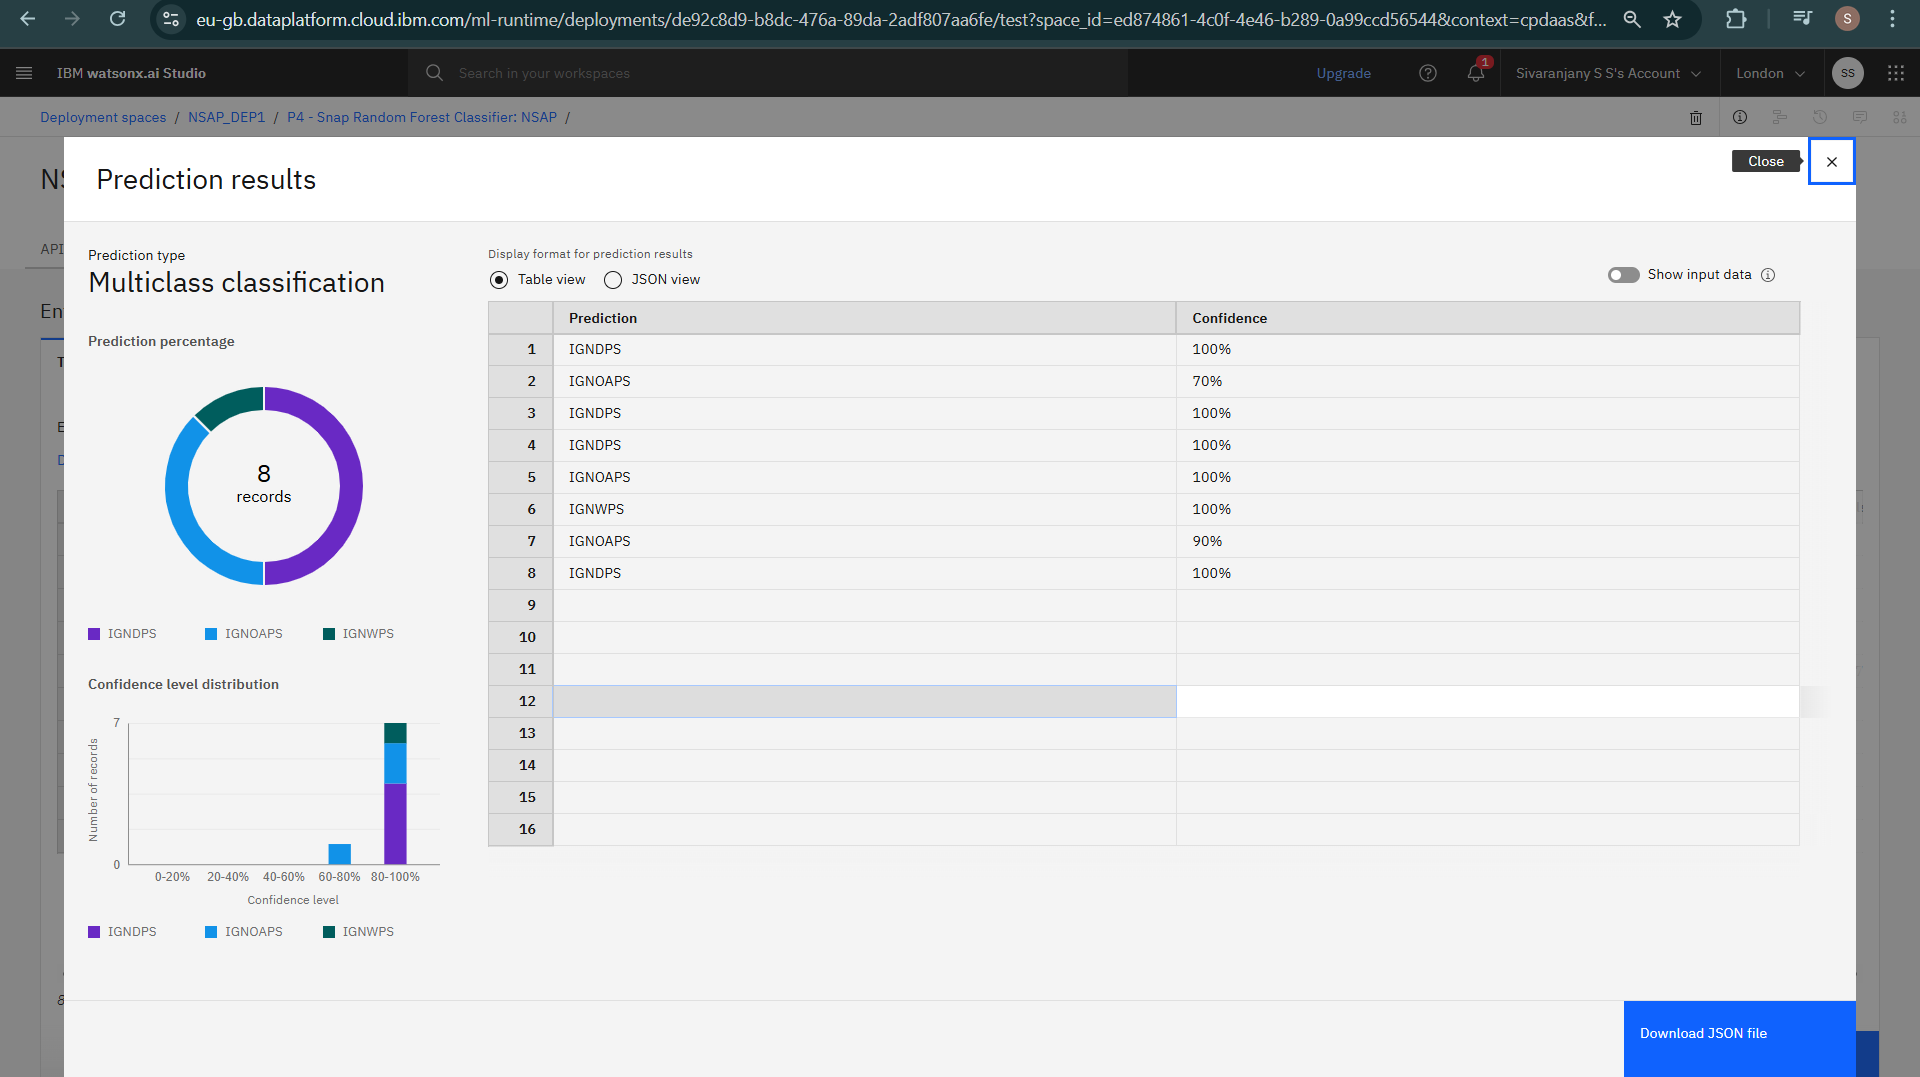 eu-gb.dataplatform.cloud.ibm.com/ml-runtime/deployments/de92c8d9-b8dc-476a-89da-2adf807aa6fe/test?space_id=ed874861-4c0f-4e46-b289-0a99ccd56544&context=cpdaas&f...
S
IBM watsonx.ai Studio
Search in your workspaces
Upgrade
1
Sivaranjany S S's Account
London
SS
Deployment spaces / NSAP_DEP1 / P4 - Snap Random Forest Classifier: NSAP /
Prediction results
Close
API
En
Prediction type
Multiclass classification
Display format for prediction results
Table view
JSON view
Show input data
Prediction percentage
8
records
IGNDPS
IGNOAPS
IGNWPS
Confidence level distribution
Number of records
7
0
0-20%
20-40%
40-60%
60-80%
80-100%
Confidence level
IGNDPS
IGNOAPS
IGNWPS
Prediction Confidence
1 IGNDPS 100%
2 IGNOAPS 70%
3 IGNDPS 100%
4 IGNDPS 100%
5 IGNOAPS 100%
6 IGNWPS 100%
7 IGNOAPS 90%
8 IGNDPS 100%
9
10
11
12
13
14
15
16
Download JSON file